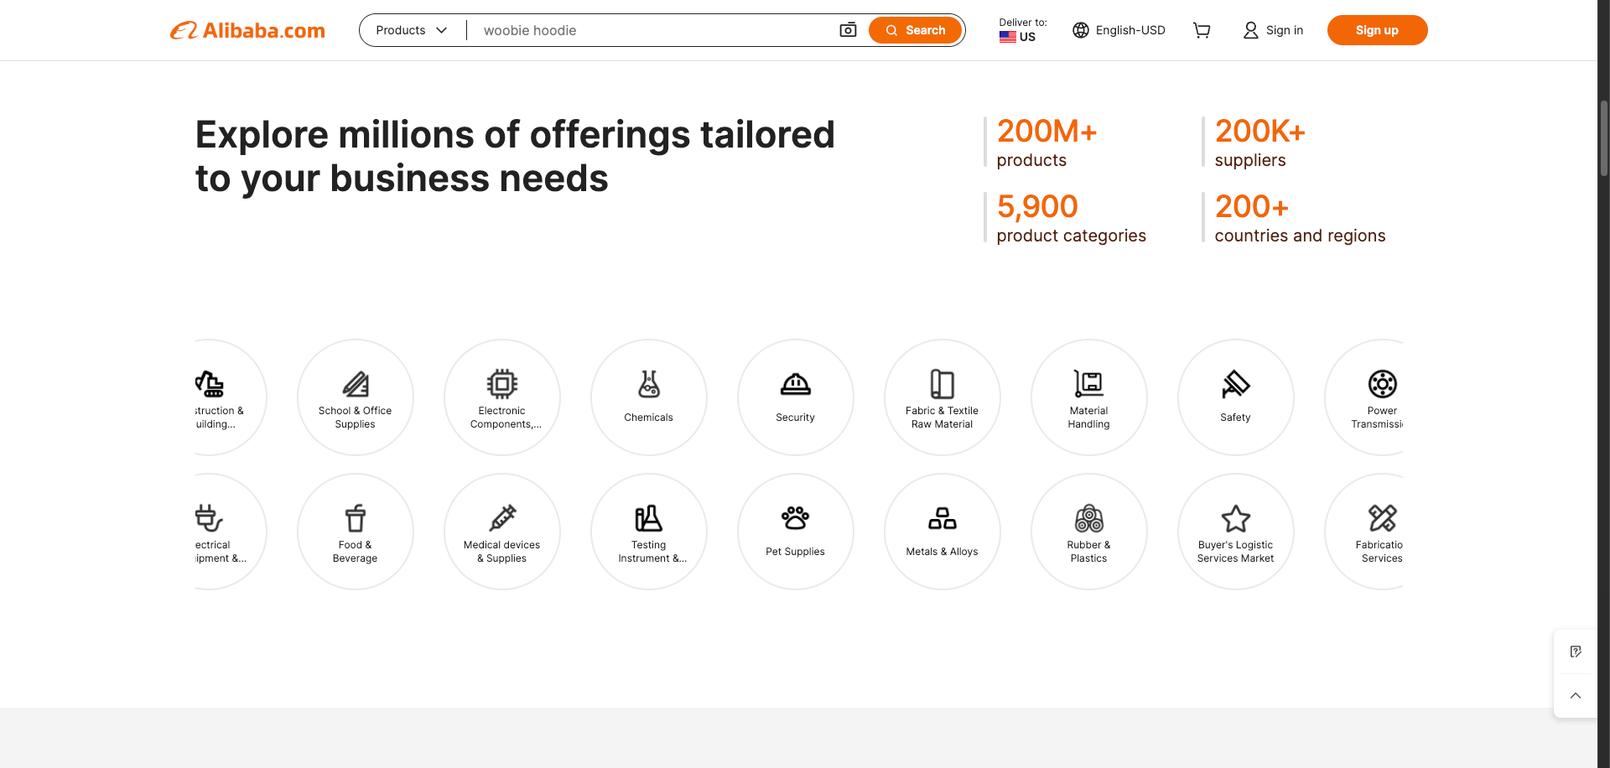 Alibaba.com
Products
woobie hoodie
Search
Deliver to:
US
English-USD
Sign in
Sign up
Explore millions of offerings tailored
to your business needs
200M+
products
200K+
suppliers
5,900
product categories
200+
countries and regions
struction &
uilding...
School & Office
Supplies
Electronic
Components,...
Chemicals
Security
Fabric & Textile
Raw Material
Material
Handling
Safety
Power
Transmissi
ectrical
ipment &...
Food &
Beverage
Medical devices
& Supplies
Testing
Instrument &...
Pet Supplies
Metals & Alloys
Rubber &
Plastics
Buyer's Logistic
Services Market
Fabricatio
Services